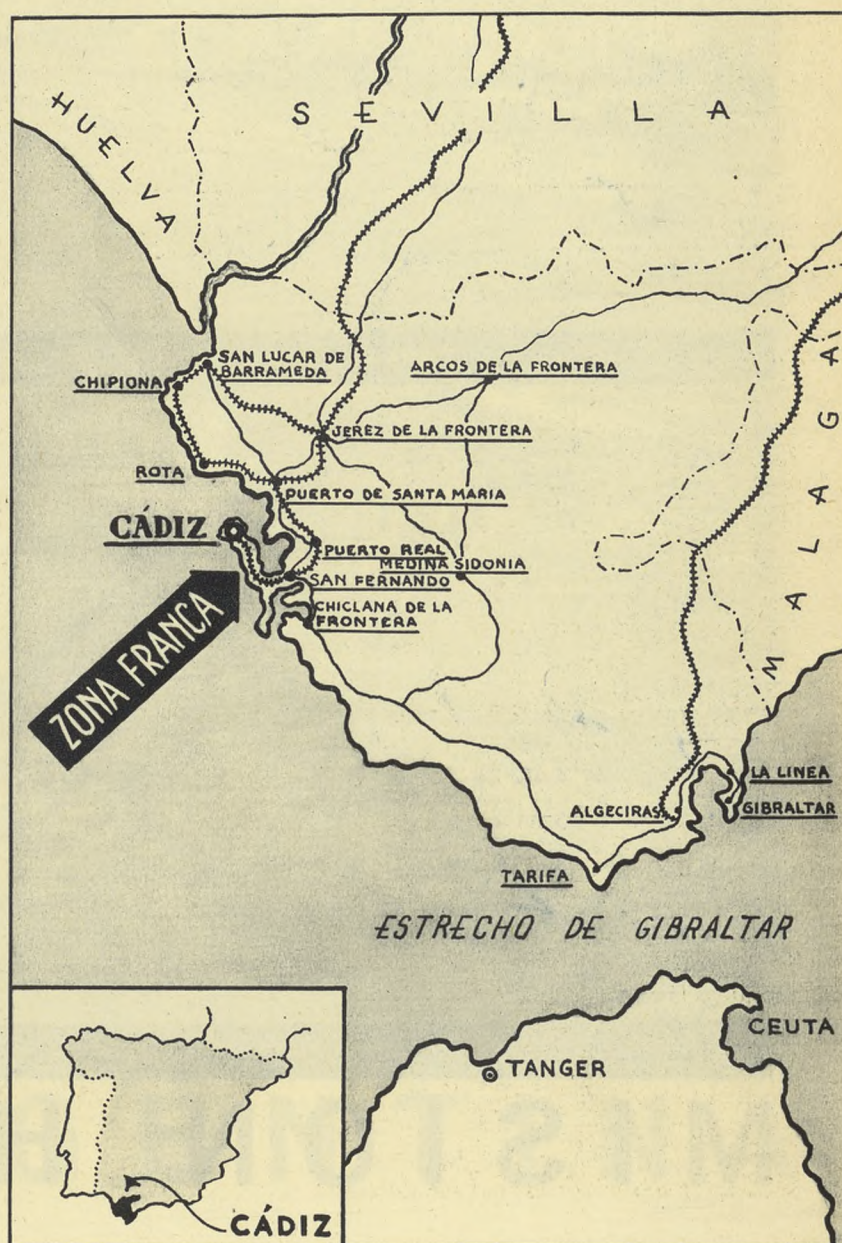 HUELVA
SEVILLA
SAN LUCAR DE
BARRAMEDA
CHIPIONA
ARCOS DE LA FRONTERA
JEREZ DE LA FRONTERA
ROTA
PUERTO DE SANTA MARIA
CÁDIZ
PUERTO REAL
MEDINA SIDONIA
SAN FERNANDO
CHICLANA DE LA
FRONTERA
ZONA FRANCA
MALAGA
LA LINEA
GIBRALTAR
ALGECIRAS
TARIFA
ESTRECHO DE GIBRALTAR
CEUTA
TANGER
CÁDIZ